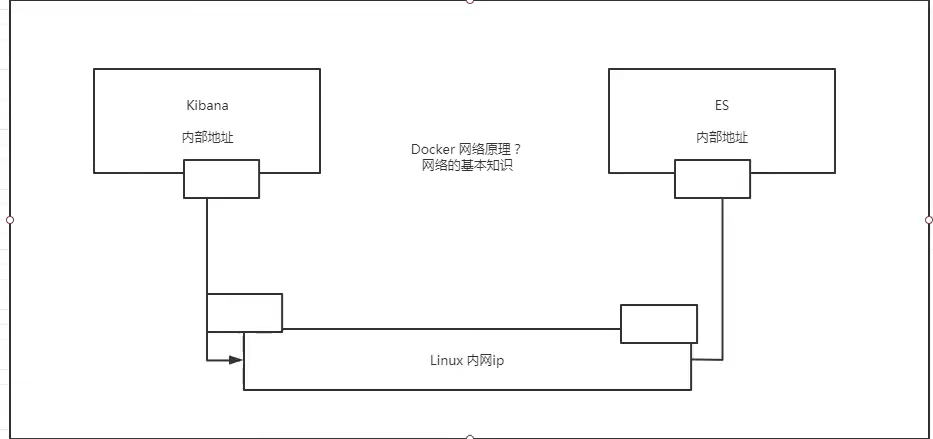 Kibana
内部地址
ES
内部地址
Docker 网络原理？
网络的基本知识
Linux 内网ip